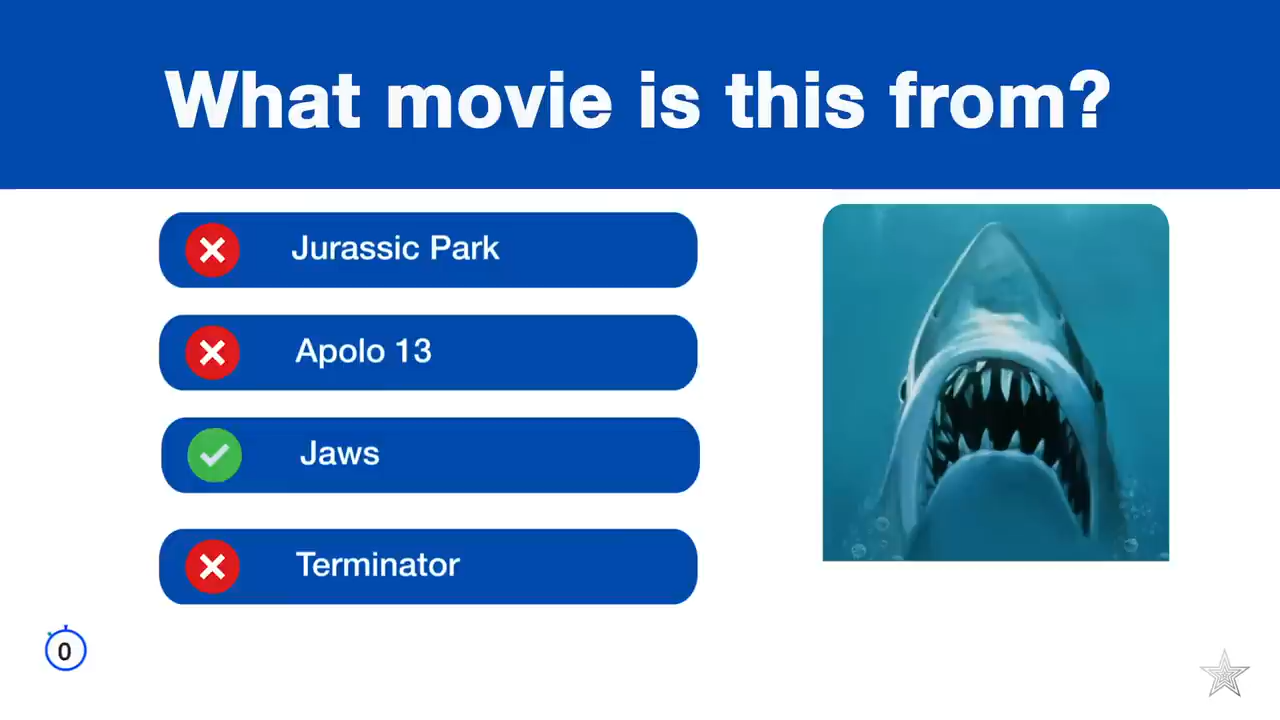 What movie is this from?
Jurassic Park
Apolo 13
Jaws
Terminator
0